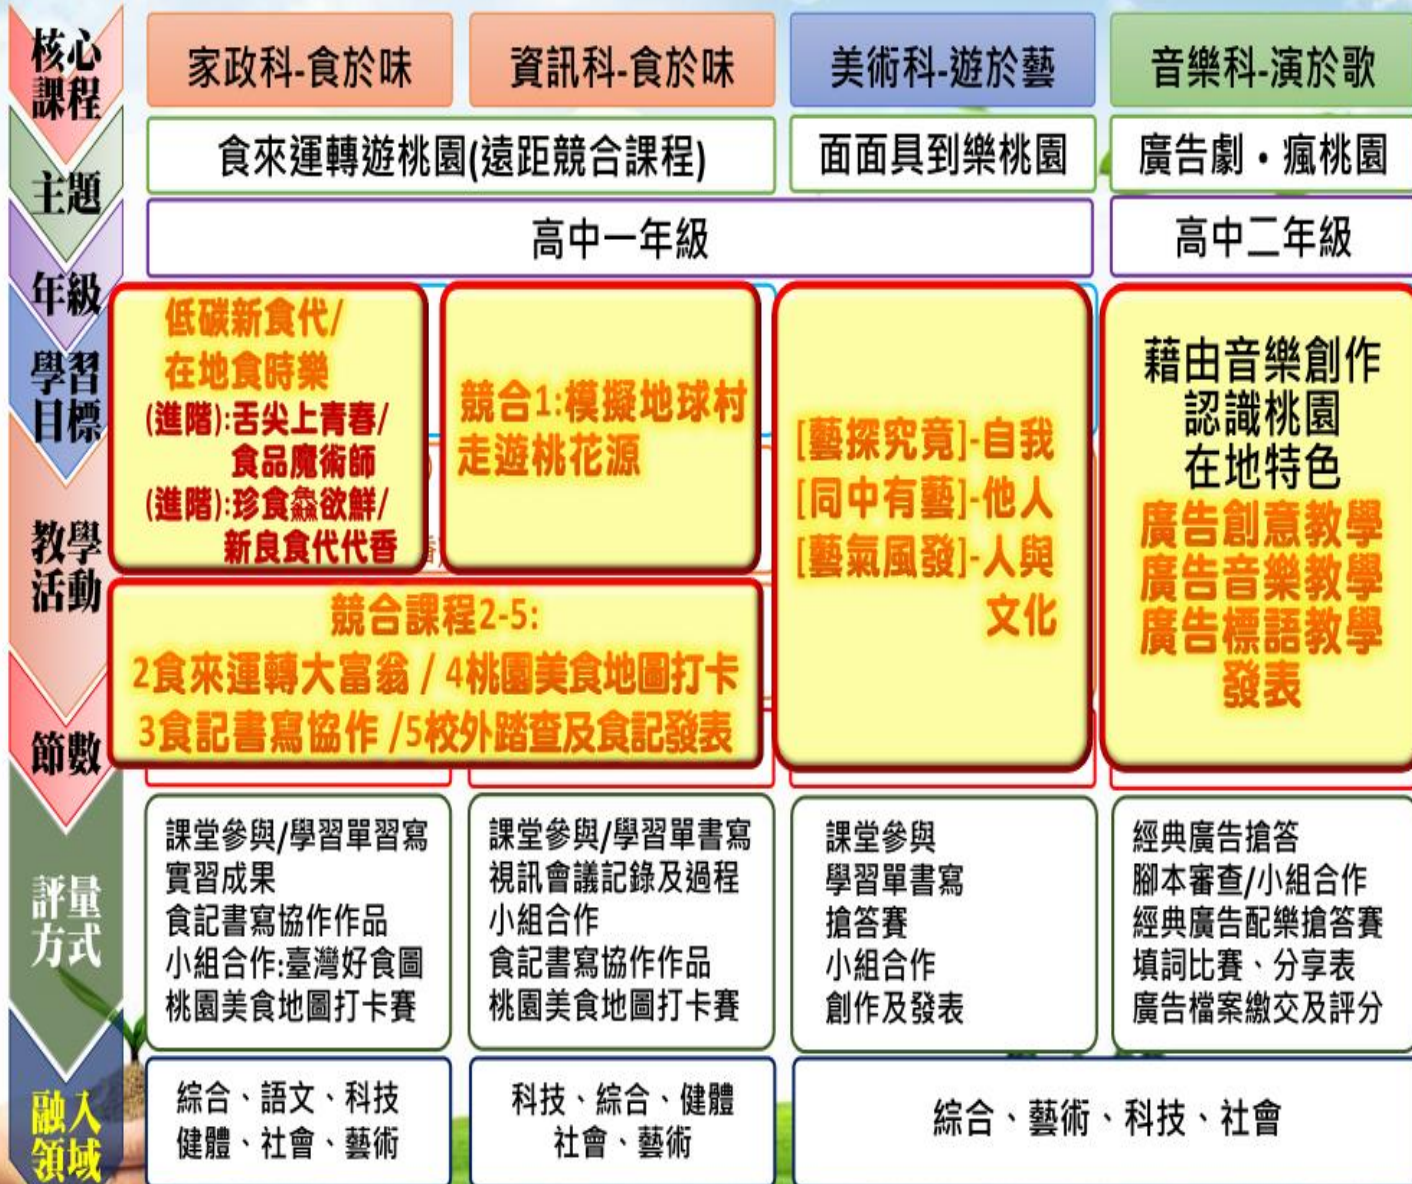 核心
課程
家政科-食於味
資訊科-食於味
美術科-遊於藝
音樂科-演於歌
主題
食來運轉遊桃園(遠距競合課程)
面面具到樂桃園
廣告劇・瘋桃園
年級
高中一年級
高中二年級
學習
目標
教學
活動
節數
低碳新食代/
在地食時樂
(進階):舌尖上青春/
食品魔術師
(進階):珍食鱻欲鮮/
新良食代代香
競合1:模擬地球村
走遊桃花源
競合課程2-5:
2食來運轉大富翁 / 4桃園美食地圖打卡
3食記書寫協作 /5校外踏查及食記發表
[藝探究竟]-自我
[同中有藝]-他人
[藝氣風發]-人與
文化
藉由音樂創作
認識桃園
在地特色
廣告創意教學
廣告音樂教學
廣告標語教學
發表
評量
方式
課堂參與/學習單習寫
實習成果
食記書寫協作作品
小組合作:臺灣好食圖
桃園美食地圖打卡賽
課堂參與/學習單書寫
視訊會議記錄及過程
小組合作
食記書寫協作作品
桃園美食地圖打卡賽
課堂參與
學習單書寫
搶答賽
小組合作
創作及發表
經典廣告搶答
腳本審查/小組合作
經典廣告配樂搶答賽
填詞比賽、分享表
廣告檔案繳交及評分
融入
領域
綜合、語文、科技
健體、社會、藝術
科技、綜合、健體
社會、藝術
綜合、藝術、科技、社會